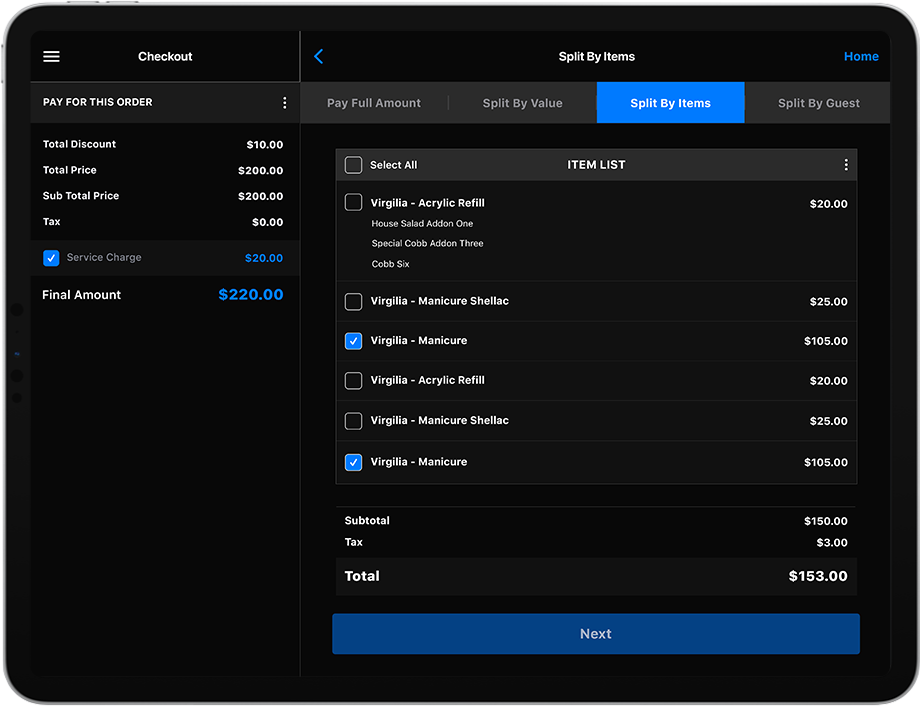 Checkout
PAY FOR THIS ORDER
Total Discount $10.00
Total Price $200.00
Sub Total Price $200.00
Tax $0.00
Service Charge $20.00
Final Amount $220.00
Split By Items
Home
Pay Full Amount Split By Value Split By Items Split By Guest
Select All ITEM LIST
Virgilia - Acrylic Refill $20.00
House Salad Addon One
Special Cobb Addon Three
Cobb Six
Virgilia - Manicure Shellac $25.00
Virgilia - Manicure $105.00
Virgilia - Acrylic Refill $20.00
Virgilia - Manicure Shellac $25.00
Virgilia - Manicure $105.00
Subtotal $150.00
Tax $3.00
Total $153.00
Next